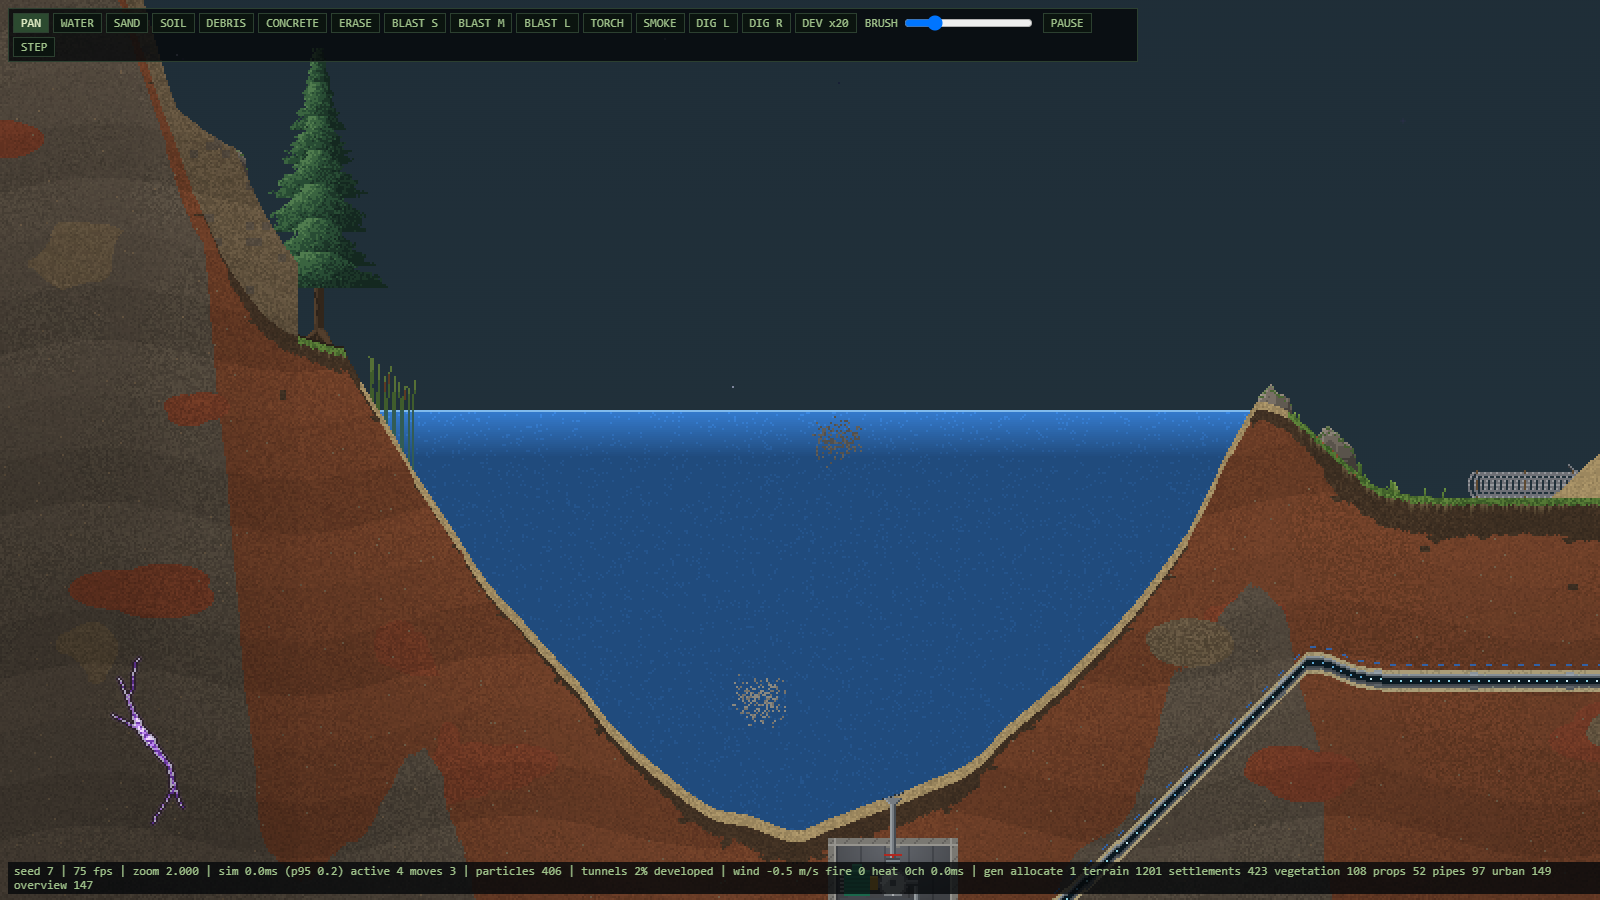 PAN WATER SAND SOIL DEBRIS CONCRETE ERASE BLAST S BLAST M BLAST L TORCH SMOKE DIG L DIG R DEV x20 BRUSH PAUSE
STEP
seed 7 | 75 fps | zoom 2.000 | sim 0.0ms (p95 0.2) active 4 moves 3 | particles 406 | tunnels 2% developed | wind -0.5 m/s fire 0 heat 0ch 0.0ms | gen allocate 1 terrain 1201 settlements 423 vegetation 108 props 52 pipes 97 urban 149
overview 147